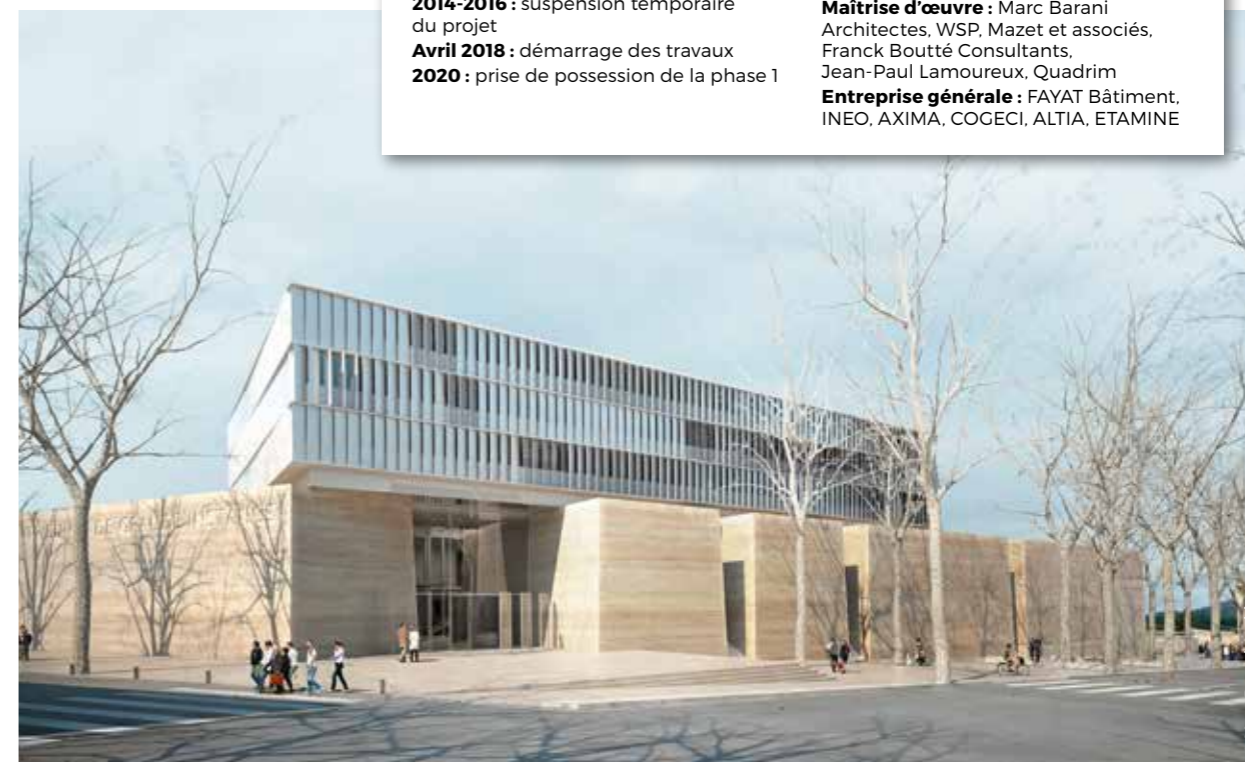 2014-2016 : suspension temporaire
du projet
Avril 2018 : démarrage des travaux
2020 : prise de possession de la phase 1
Maîtrise d'œuvre : Marc Barani
Architectes, WSP, Mazet et associés,
Franck Boutté Consultants,
Jean-Paul Lamoureux, Quadrim
Entreprise générale : FAYAT Bâtiment,
INEO, AXIMA, COGECI, ALTIA, ETAMINE